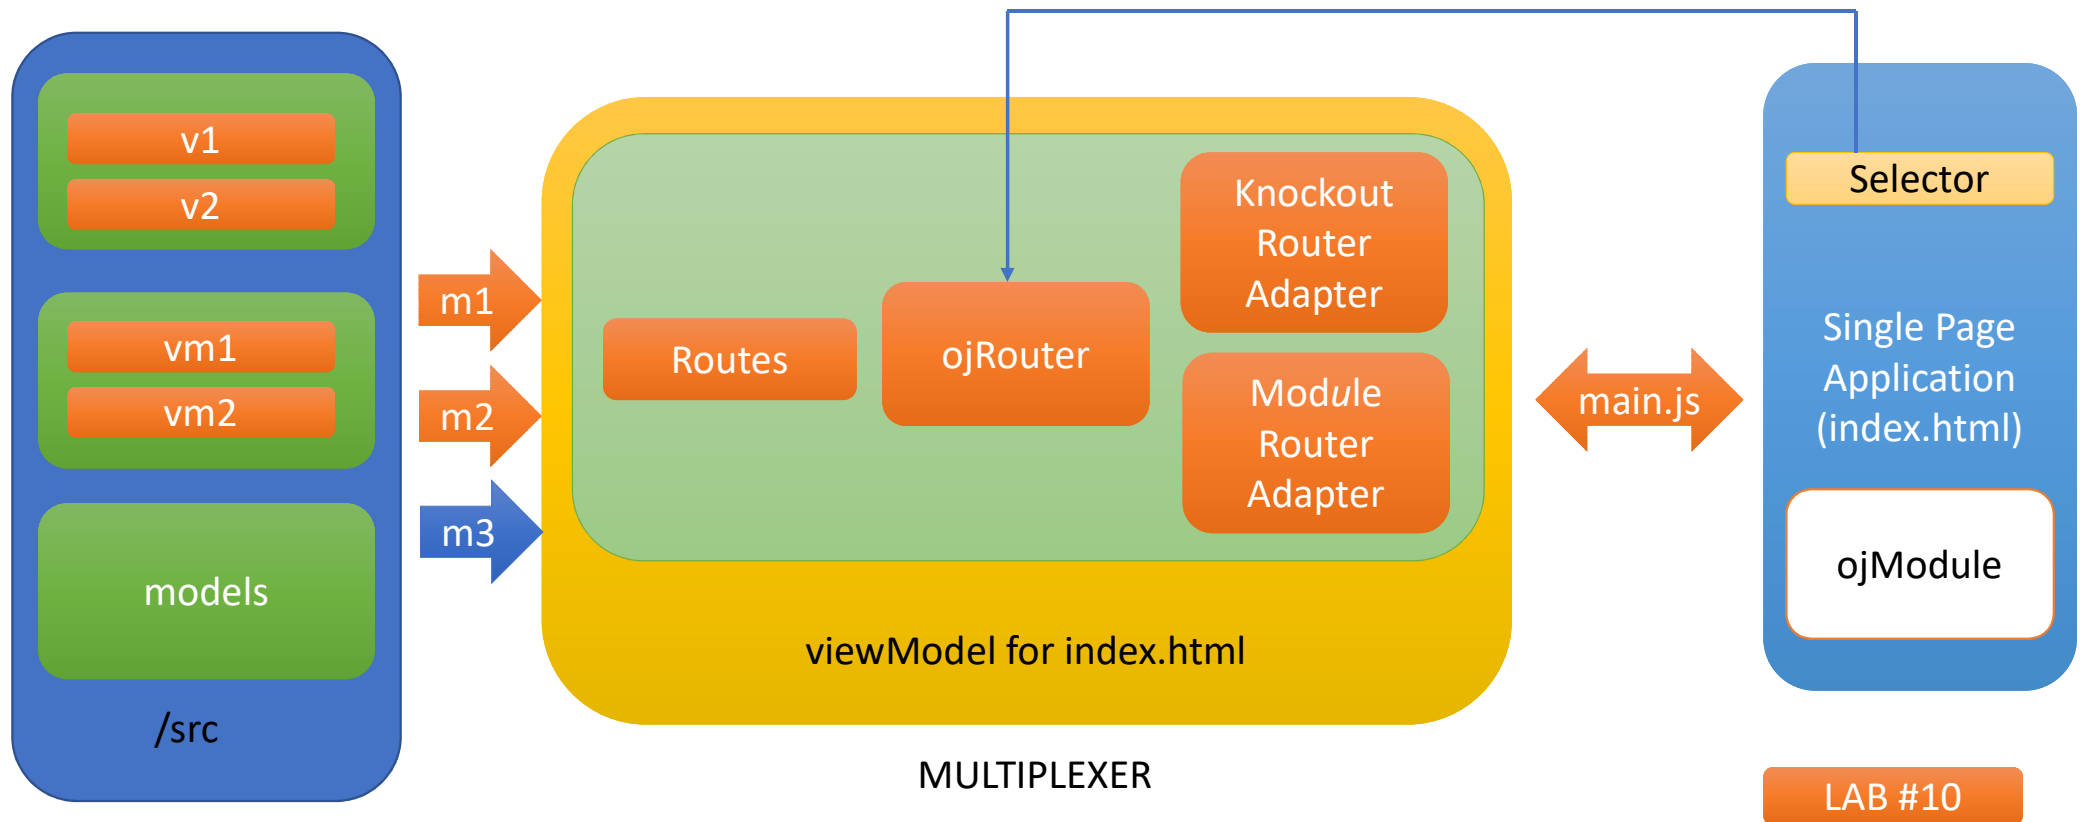 v1
v2
vm1
vm2
models
/src
m1
m2
m3
Routes
ojRouter
Knockout
Router
Adapter
Module
Router
Adapter
viewModel for index.html
MULTIPLEXER
main.js
Selector
Single Page
Application
(index.html)
ojModule
LAB #10